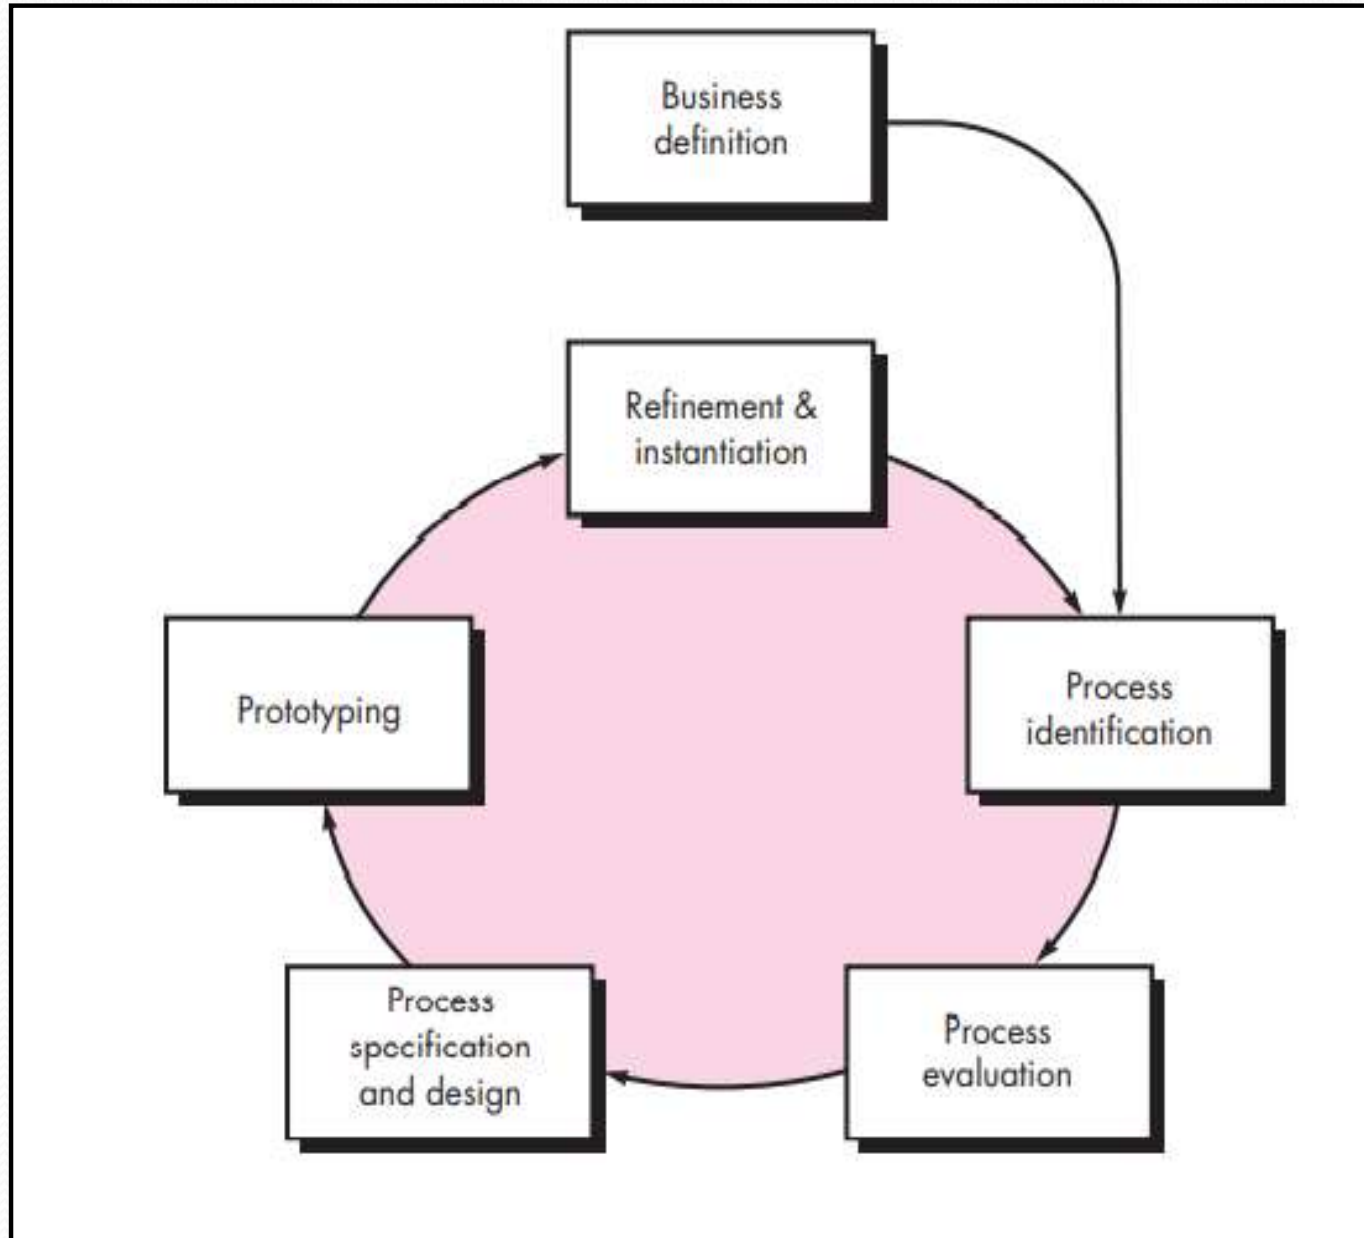 Business
definition
Refinement &
instantiation
Prototyping
Process
identification
Process
specification
and design
Process
evaluation